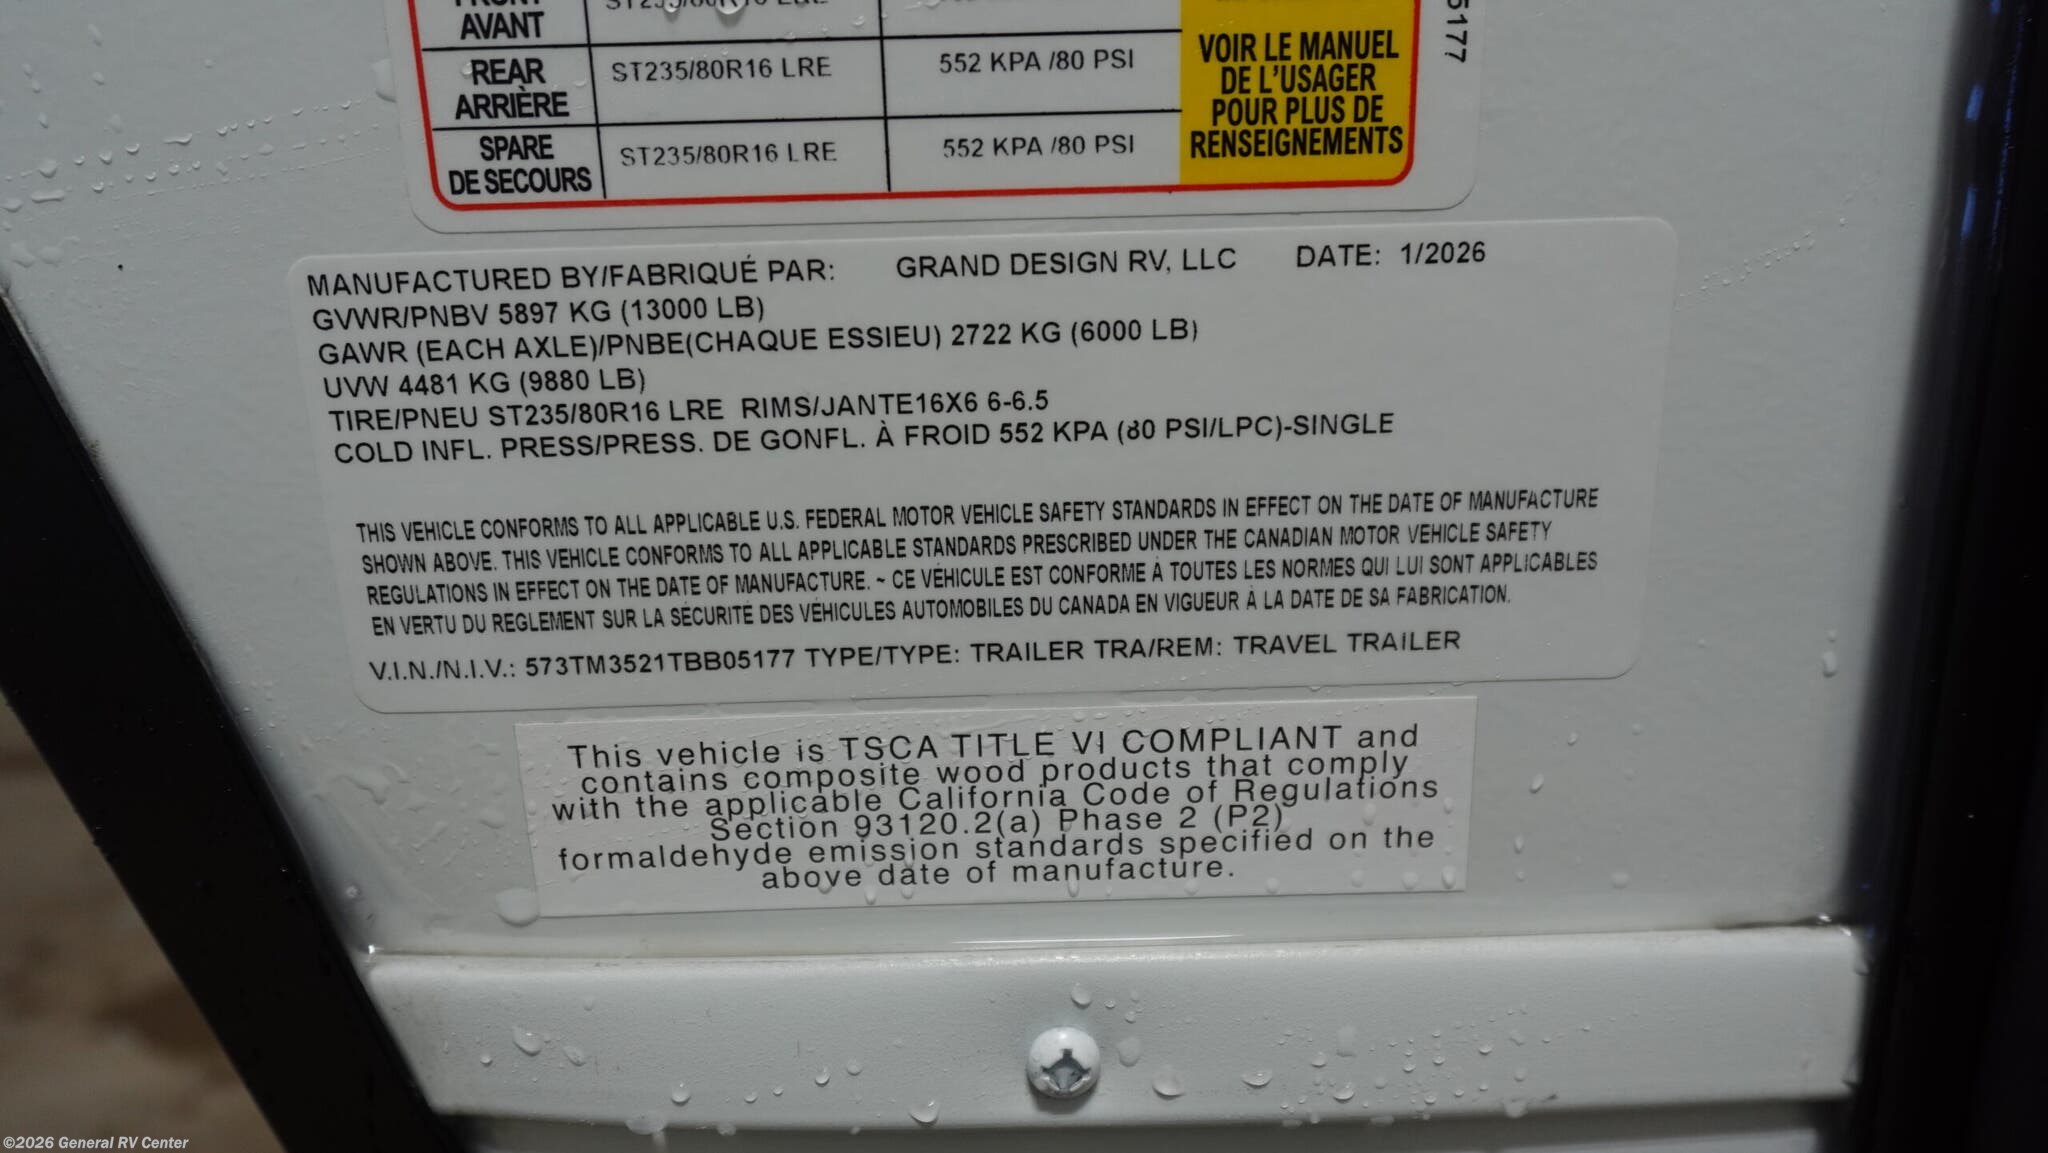 AVANT
REAR ST235/80R16 LRE 552 KPA /80 PSI
ARRIÈRE
SPARE ST235/80R16 LRE 552 KPA /80 PSI
DE SECOURS
VOIR LE MANUEL
DE L'USAGER
POUR PLUS DE
RENSEIGNEMENTS
5177
MANUFACTURED BY/FABRIQUÉ PAR: GRAND DESIGN RV, LLC DATE: 1/2026
GVWR/PNBV 5897 KG (13000 LB)
GAWR (EACH AXLE)/PNBE(CHAQUE ESSIEU) 2722 KG (6000 LB)
UVW 4481 KG (9880 LB)
TIRE/PNEU ST235/80R16 LRE RIMS/JANTE16X6 6-6.5
COLD INFL. PRESS/PRESS. DE GONFL. À FROID 552 KPA (80 PSI/LPC)-SINGLE
THIS VEHICLE CONFORMS TO ALL APPLICABLE U.S. FEDERAL MOTOR VEHICLE SAFETY STANDARDS IN EFFECT ON THE DATE OF MANUFACTURE
SHOWN ABOVE. THIS VEHICLE CONFORMS TO ALL APPLICABLE STANDARDS PRESCRIBED UNDER THE CANADIAN MOTOR VEHICLE SAFETY
REGULATIONS IN EFFECT ON THE DATE OF MANUFACTURE. ~ CE VÉHICULE EST CONFORME À TOUTES LES NORMES QUI LUI SONT APPLICABLES
EN VERTU DU REGLEMENT SUR LA SÉCURITÉ DES VÉHICULES AUTOMOBILES DU CANADA EN VIGUEUR À LA DATE DE SA FABRICATION.
V.I.N./N.I.V.: 573TM3521TBB05177 TYPE/TYPE: TRAILER TRA/REM: TRAVEL TRAILER
This vehicle is TSCA TITLE VI COMPLIANT and
contains composite wood products that comply
with the applicable California Code of Regulations
Section 93120.2(a) Phase 2 (P2)
formaldehyde emission standards specified on the
above date of manufacture.
©2026 General RV Center